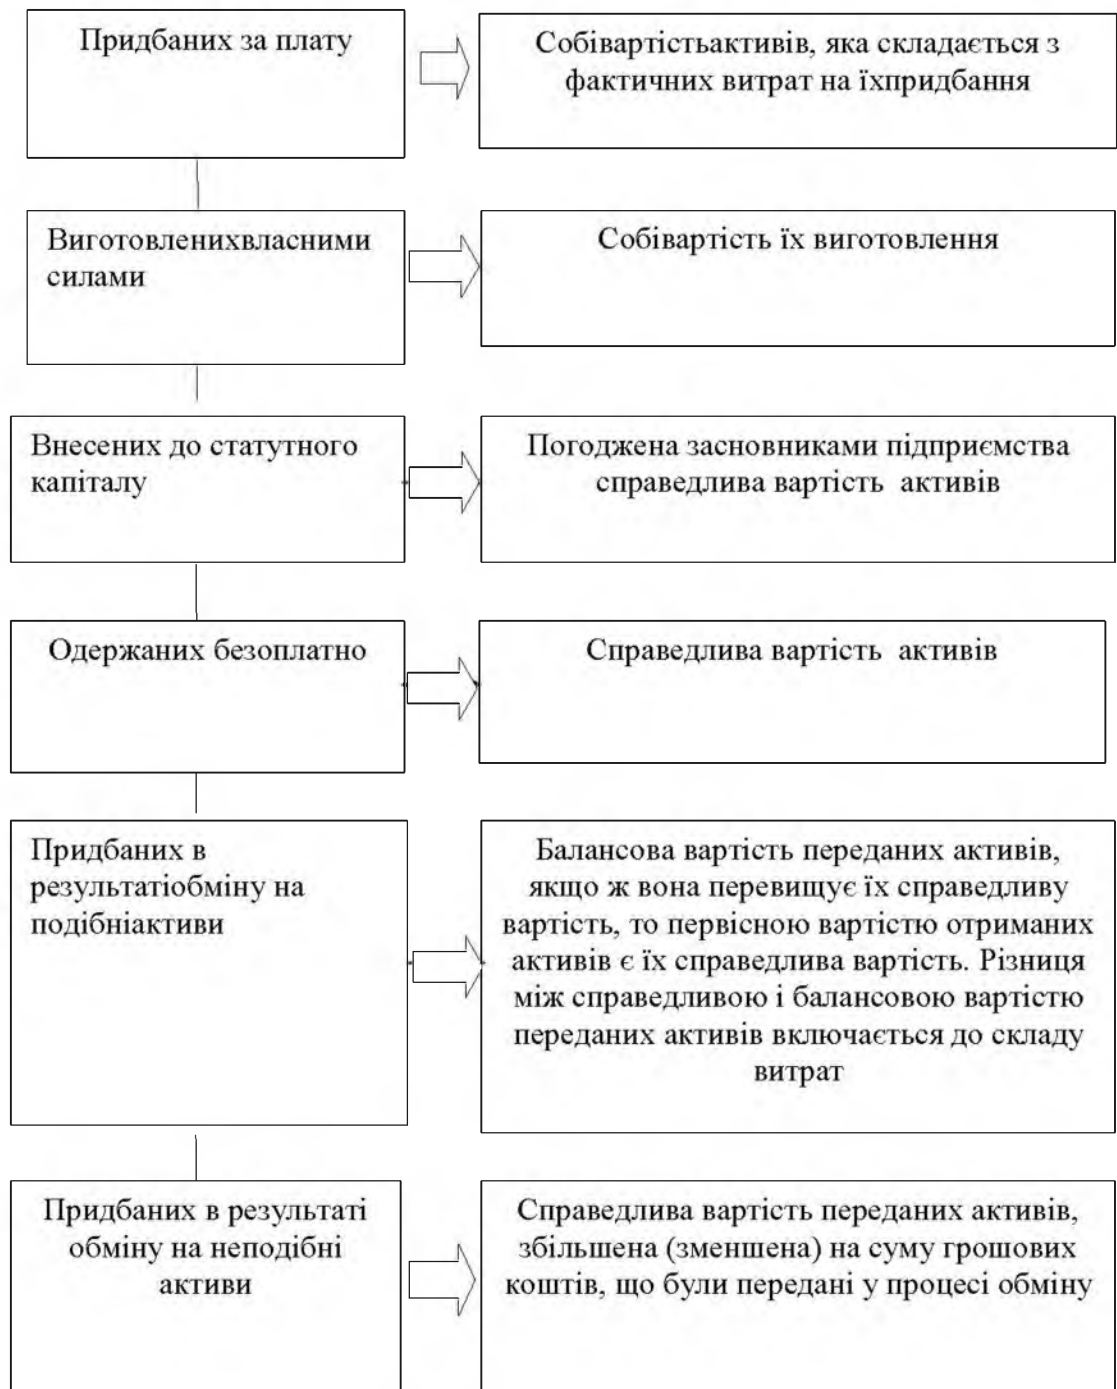 Придбаних за плату
Собівартістьактивів, яка складається з
фактичних витрат на їхпридбання
Виготовленихвласними
силами
Собівартість їх виготовлення
Внесених до статутного
капіталу
Погоджена засновниками підприємства
справедлива вартість активів
Одержаних безоплатно
Справедлива вартість активів
Придбаних в
результатіобміну на
подібніактиви
Балансова вартість переданих активів,
якщо ж вона перевищує їх справедливу
вартість, то первісною вартістю отриманих
активів є їх справедлива вартість. Різниця
між справедливою і балансовою вартістю
переданих активів включається до складу
витрат
Придбаних в результаті
обміну на неподібні
активи
Справедлива вартість переданих активів,
збільшена (зменшена) на суму грошових
коштів, що були передані у процесі обміну